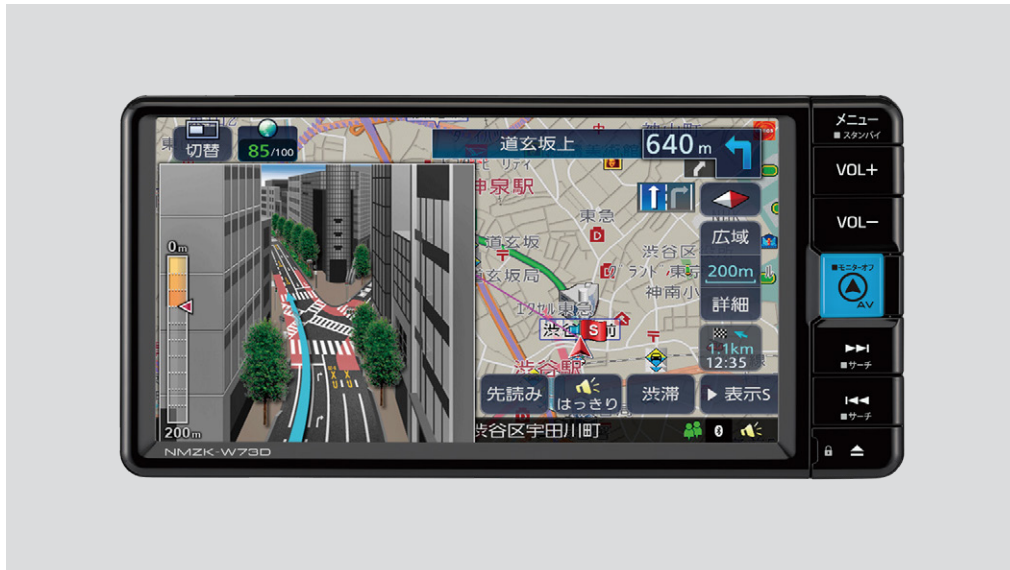 切替
85/100
道玄坂上
640m
神泉駅
東急
D
道玄坂
道玄坂局
渋谷区
神南小
広域
200m
詳細
0m
200m
S
渋谷駅
1.1km
12:35
先読み
はっきり
渋滞
表示S
渋谷区宇田川町
NMZK-W73D
メニュー
■スタンバイ
VOL+
VOL−
■モニターオフ
AV
■サーチ
■サーチ